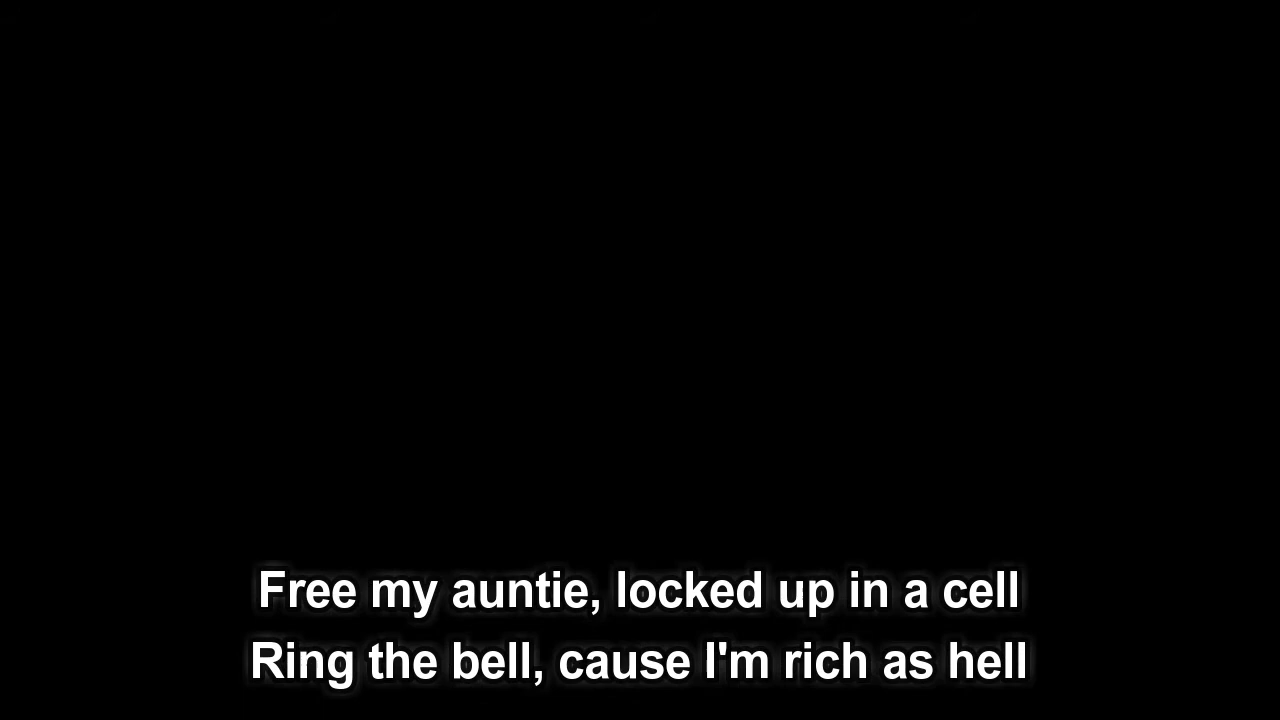 Free my auntie, locked up in a cell
Ring the bell, cause I'm rich as hell